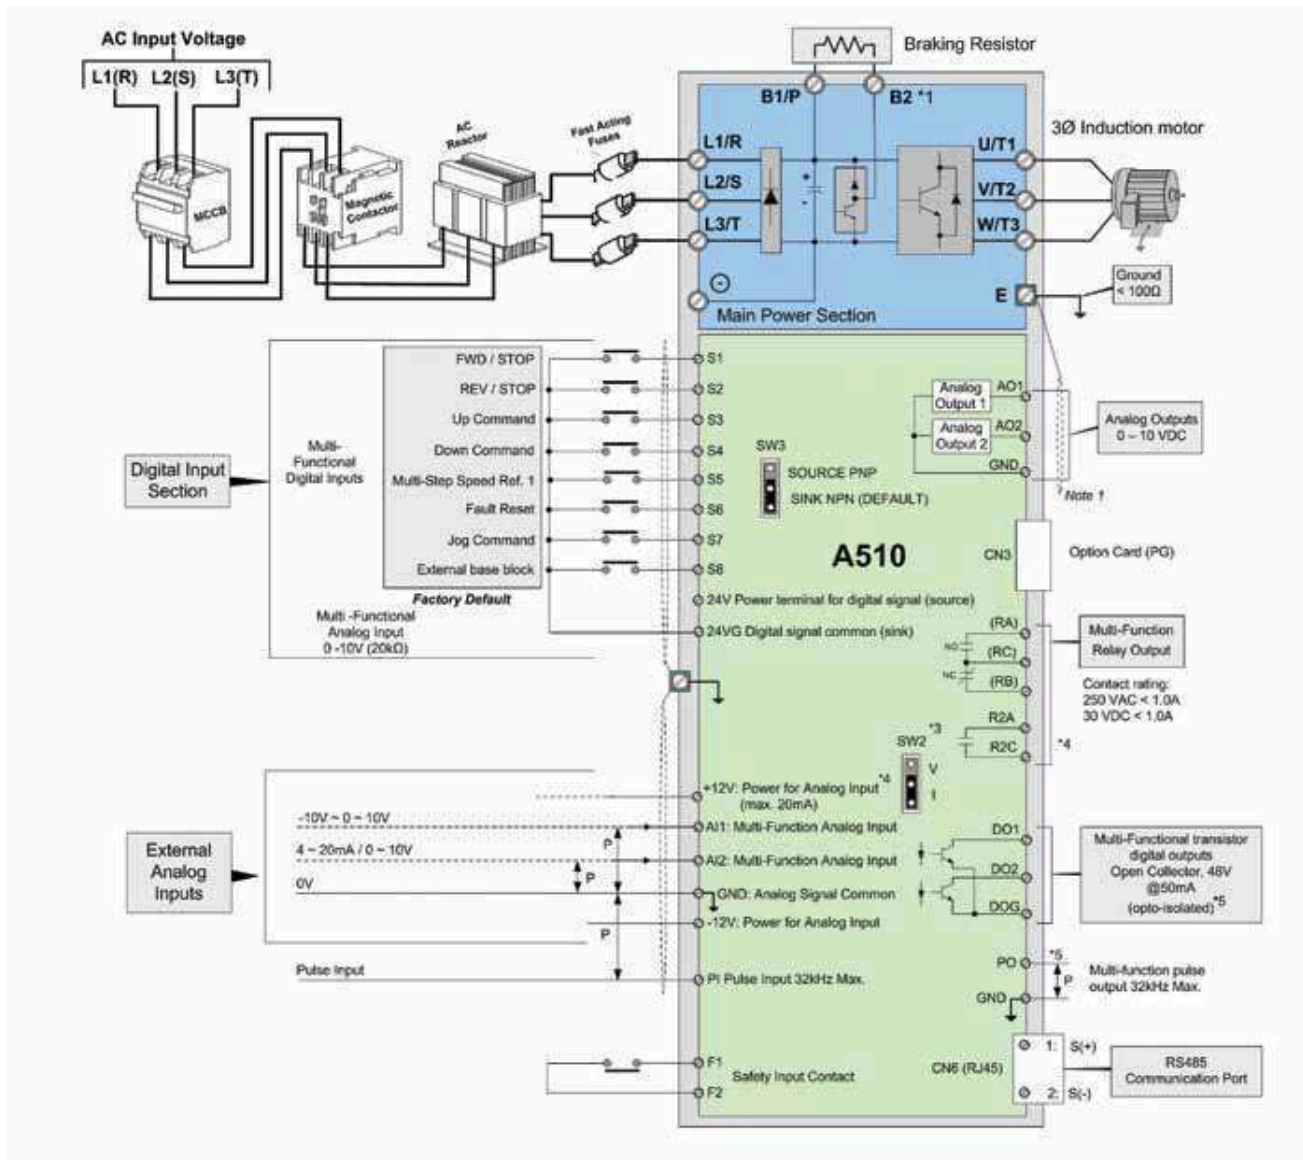 AC Input Voltage
L1(R) L2(S) L3(T)
MCCB
Magnetic
Contactor
AC
Reactor
Fast Acting
Fuses
Braking Resistor
B1/P
B2 *1
L1/R
L2/S
L3/T
+
-
U/T1
V/T2
W/T3
3Ø Induction motor
E
Ground
< 100Ω
Main Power Section
Digital Input
Section
Multi-
Functional
Digital Inputs
FWD / STOP
REV / STOP
Up Command
Down Command
Multi-Step Speed Ref. 1
Fault Reset
Jog Command
External base block
Factory Default
Multi -Functional
Analog Input
0 -10V (20kΩ)
S1
S2
S3
S4
S5
S6
S7
S8
24V Power terminal for digital signal (source)
24VG Digital signal common (sink)
SW3
SOURCE PNP
SINK NPN (DEFAULT)
A510
Analog
Output 1
AO1
Analog
Output 2
AO2
GND
Analog Outputs
0 – 10 VDC
Note 1
CN3
Option Card (PG)
(RA)
NO
(RC)
NC
(RB)
Multi-Function
Relay Output
Contact rating:
250 VAC < 1.0A
30 VDC < 1.0A
R2A
*3
R2C
*4
SW2
V
I
External
Analog
Inputs
+12V: Power for Analog Input *4
(max. 20mA)
-10V ~ 0 ~ 10V
AI1: Multi-Function Analog Input
P
4 ~ 20mA / 0 ~ 10V
AI2: Multi-Function Analog Input
P
0V
GND: Analog Signal Common
-12V: Power for Analog Input
P
Pulse Input
PI Pulse Input 32kHz Max.
DO1
DO2
DOG
Multi-Functional transistor
digital outputs
Open Collector, 48V
@50mA
(opto-isolated) *5
PO
*5
P
GND
Multi-function pulse
output 32kHz Max.
F1
F2
Safety Input Contact
CN6 (RJ45)
1: S(+)
2: S(-)
RS485
Communication Port